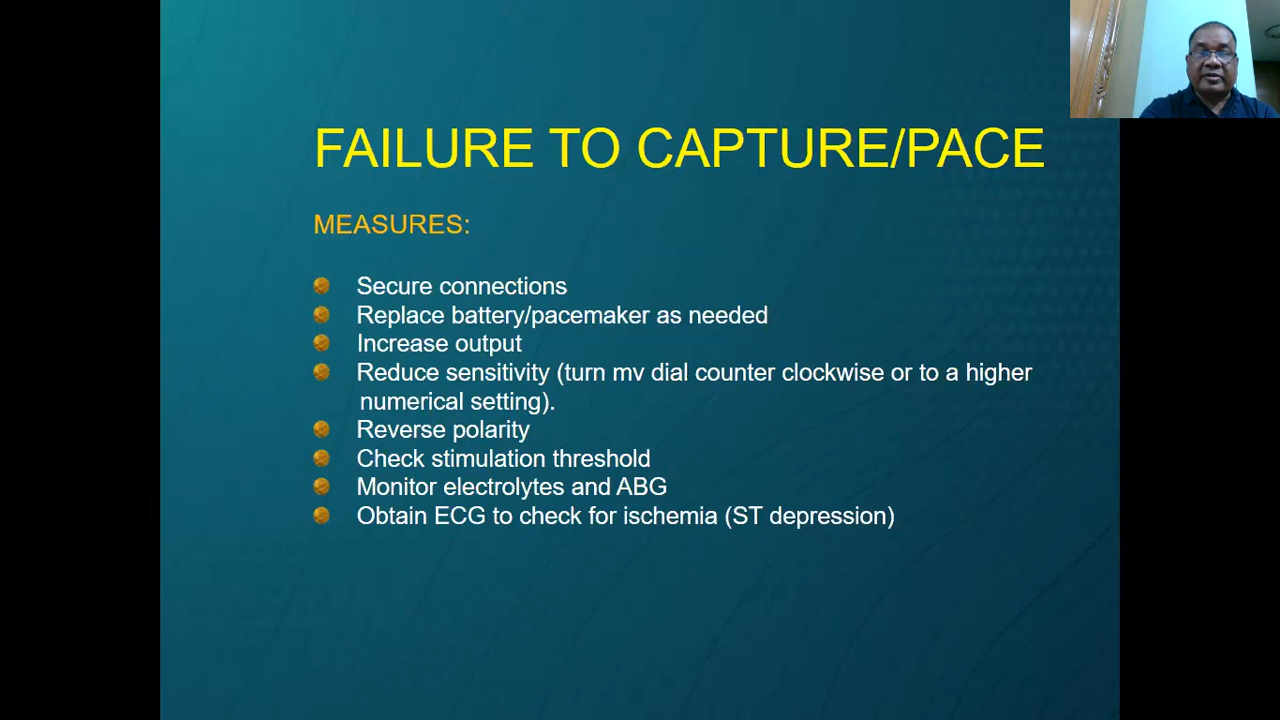 FAILURE TO CAPTURE/PACE
MEASURES:
Secure connections
Replace battery/pacemaker as needed
Increase output
Reduce sensitivity (turn mv dial counter clockwise or to a higher
numerical setting).
Reverse polarity
Check stimulation threshold
Monitor electrolytes and ABG
Obtain ECG to check for ischemia (ST depression)